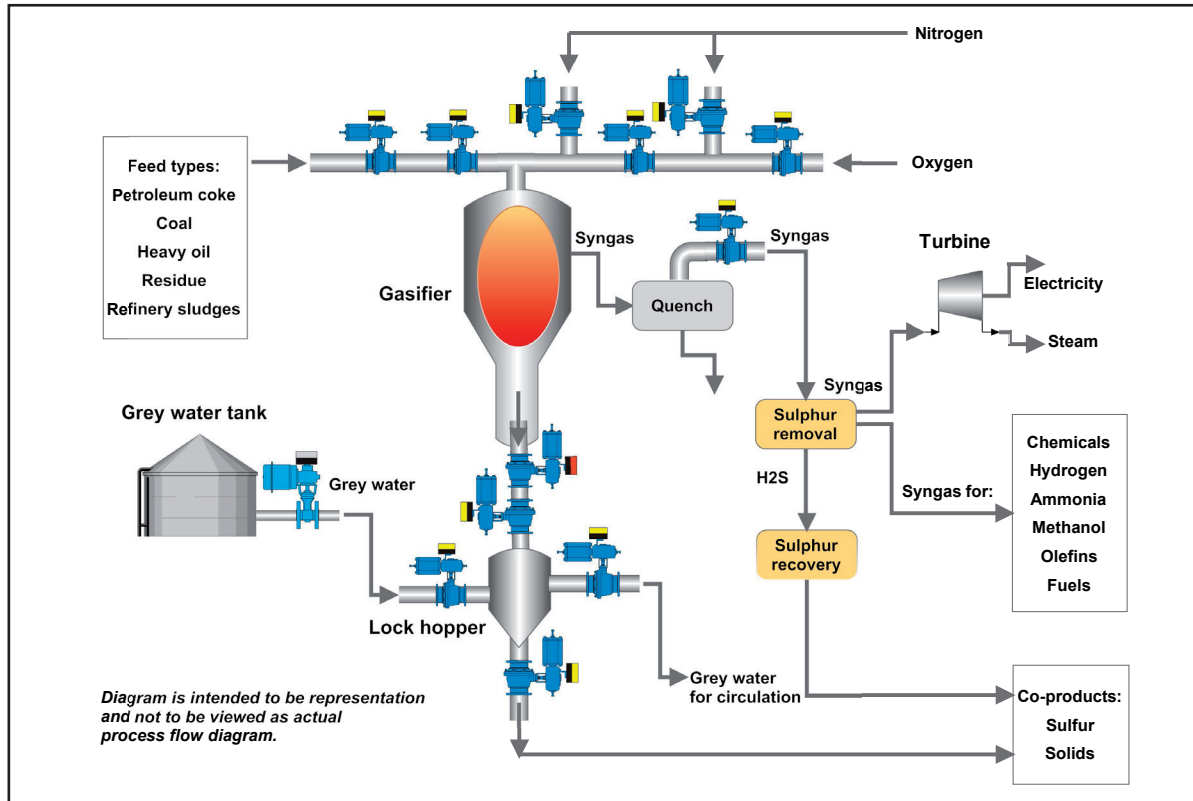 Nitrogen
Oxygen
Feed types:
Petroleum coke
Coal
Heavy oil
Residue
Refinery sludges
Gasifier
Syngas
Quench
Syngas
Turbine
Electricity
Steam
Syngas
Sulphur
removal
H2S
Sulphur
recovery
Syngas for:
Chemicals
Hydrogen
Ammonia
Methanol
Olefins
Fuels
Grey water tank
Grey water
Lock hopper
Grey water
for circulation
Co-products:
Sulfur
Solids
Diagram is intended to be representation
and not to be viewed as actual
process flow diagram.